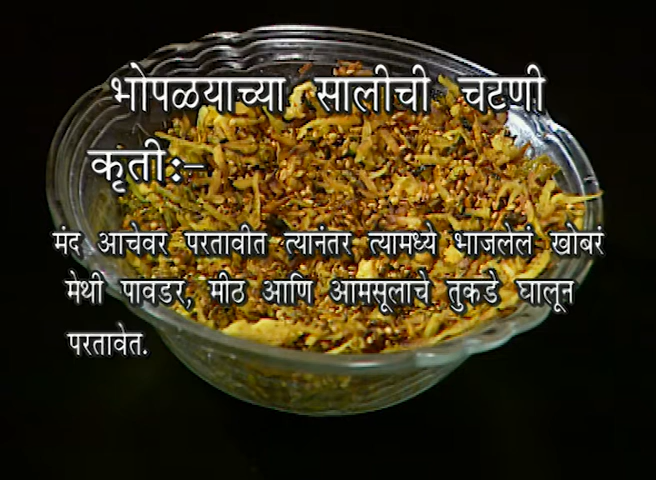 भोपळयाच्या सालीची चटणी
कृती:–
मंद आचेवर परतावीत त्यानंतर त्यामध्ये भाजलेलं खोबरं
मेथी पावडर, मीठ आणि आमसूलाचे तुकडे घालून
परतावेत.